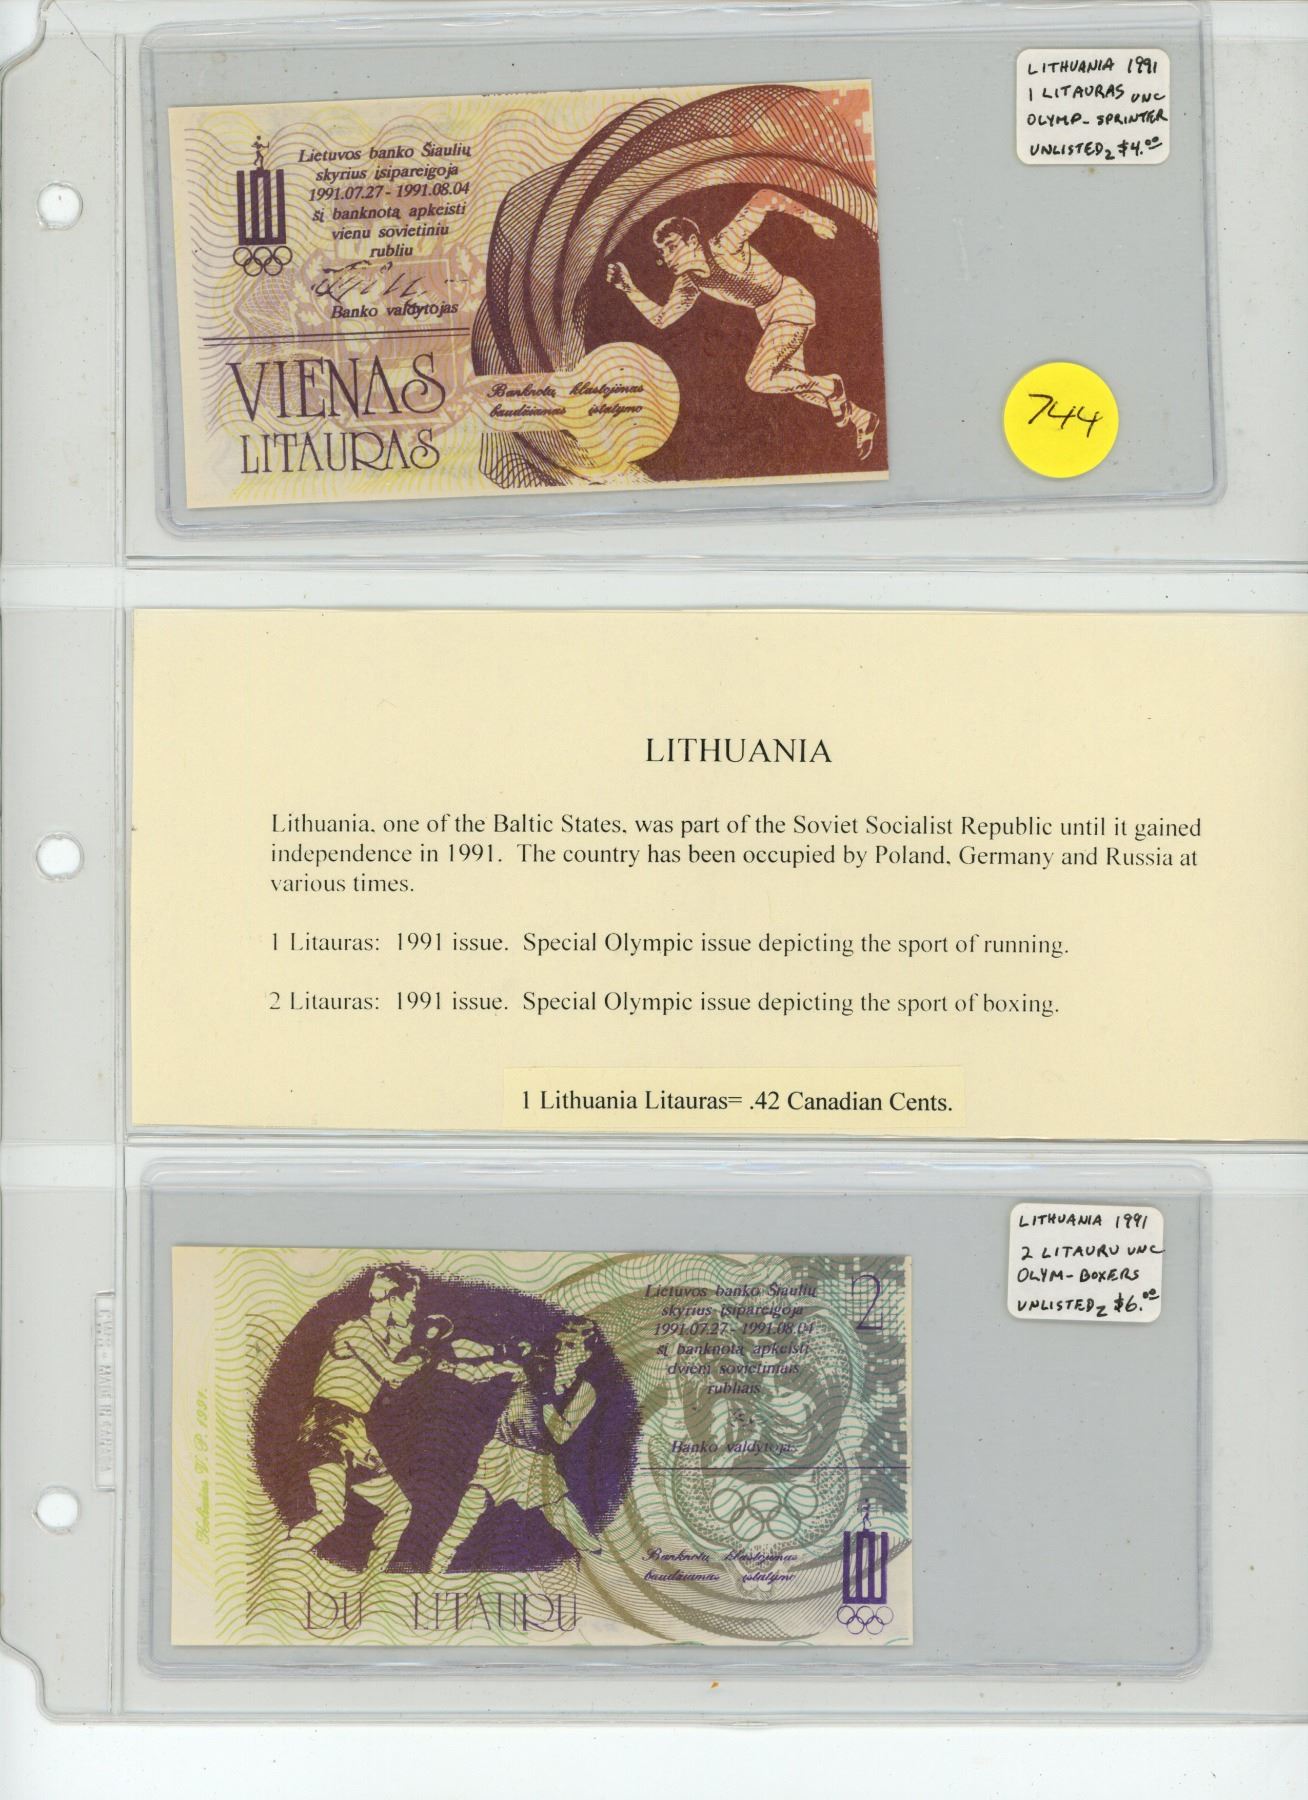 LITHUANIA 1991
1 LITAURAS UNC
OLYMP- SPRINTER
UNLISTED2 $4.00
Lietuvos banko Šiaulių
skyrius įsipareigoja
1991.07.27 - 1991.08.04
šį banknotą apkeisti
vienu sovietiniu
rubliu
Banko valdytojas
VIENAS
LITAURAS
Banknotų klastojimas
baudžiamas įstatymo
744
LITHUANIA
Lithuania, one of the Baltic States, was part of the Soviet Socialist Republic until it gained
independence in 1991. The country has been occupied by Poland, Germany and Russia at
various times.
1 Litauras: 1991 issue. Special Olympic issue depicting the sport of running.
2 Litauras: 1991 issue. Special Olympic issue depicting the sport of boxing.
1 Lithuania Litauras= .42 Canadian Cents.
LITHUANIA 1991
2 LITAURU UNC
OLYM- BOXERS
UNLISTED2 $6.00
Lietuvos banko Šiaulių
skyrius įsipareigoja
1991.07.27 - 1991.08.04
šį banknotą apkeisti
dviem sovietiniais
rubliais
Banko valdytojas
2
Banknotų klastojimas
baudžiamas įstatymo
V. P. 1991.
DU LITAURU
MADE IN CANADA